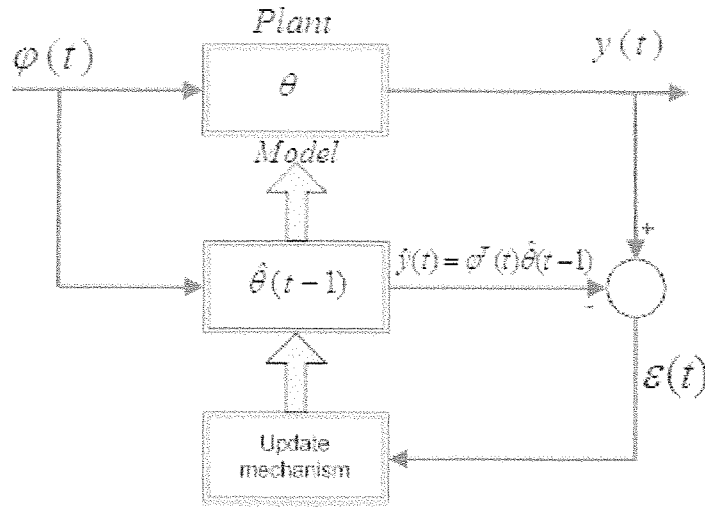 Plant
φ(t)
y(t)
θ
Model
+
θ̂(t-1)
ŷ(t)=φᵀ(t)θ̂(t-1)
-
ε(t)
Update
mechanism